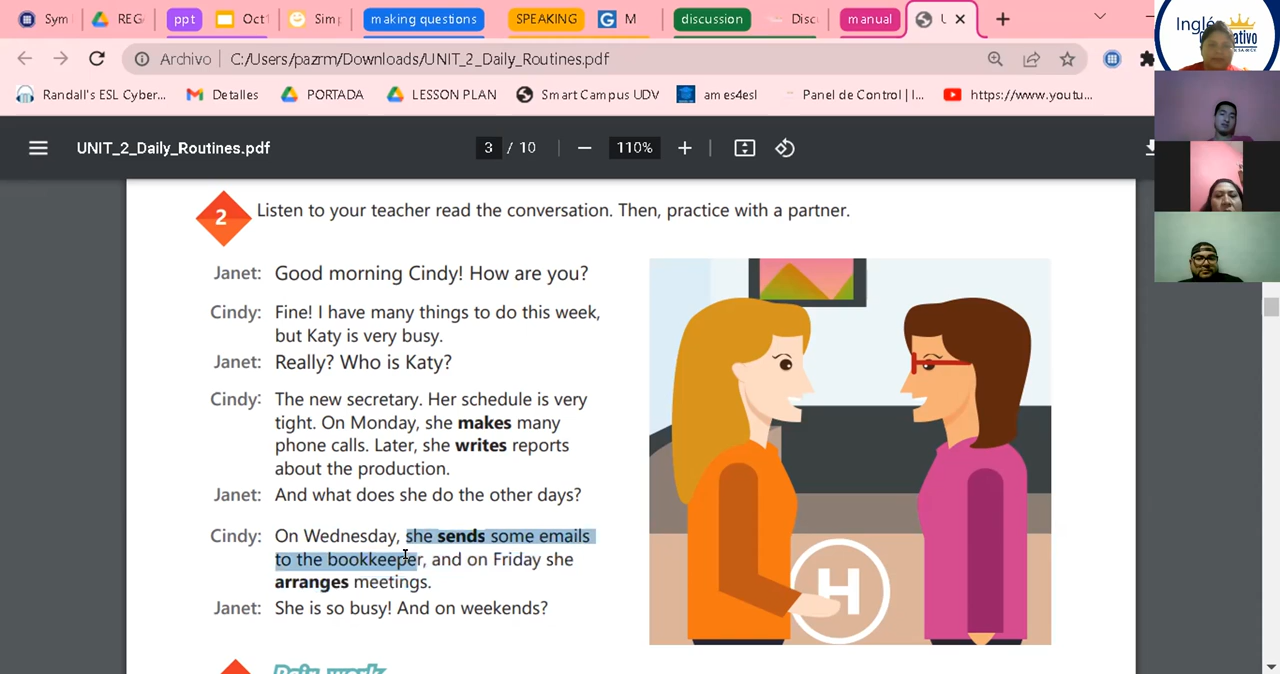 Sym
REG
ppt
Oct1
Simp
making questions
SPEAKING
M
discussion
Disc
manual
Archivo C:/Users/pazrm/Downloads/UNIT_2_Daily_Routines.pdf
Randall's ESL Cyber...
Detalles
PORTADA
LESSON PLAN
Smart Campus UDV
am es4esl
Panel de Control | I...
https://www.youtu...
UNIT_2_Daily_Routines.pdf
3 / 10
110%
2
Listen to your teacher read the conversation. Then, practice with a partner.
Janet: Good morning Cindy! How are you?
Cindy: Fine! I have many things to do this week,
but Katy is very busy.
Janet: Really? Who is Katy?
Cindy: The new secretary. Her schedule is very
tight. On Monday, she makes many
phone calls. Later, she writes reports
about the production.
Janet: And what does she do the other days?
Cindy: On Wednesday, she sends some emails
to the bookkeeper, and on Friday she
arranges meetings.
Janet: She is so busy! And on weekends?
H
Inglés